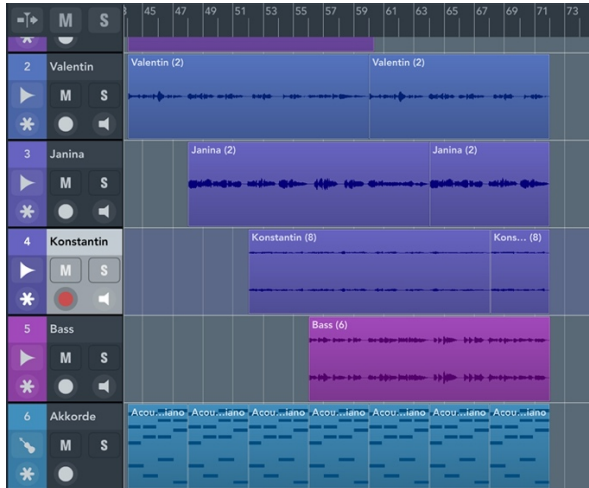 M S 45 47 49 51 53 55 57 59 61 63 65 67 69 71 73
2 Valentin Valentin (2) Valentin (2)
M S
3 Janina Janina (2) Janina (2)
M S
4 Konstantin Konstantin (8) Kons... (8)
M S
5 Bass Bass (6)
M S
6 Akkorde Acou...iano Acou...iano Acou...iano Acou...iano Acou...iano Acou...iano Acou...iano
M S